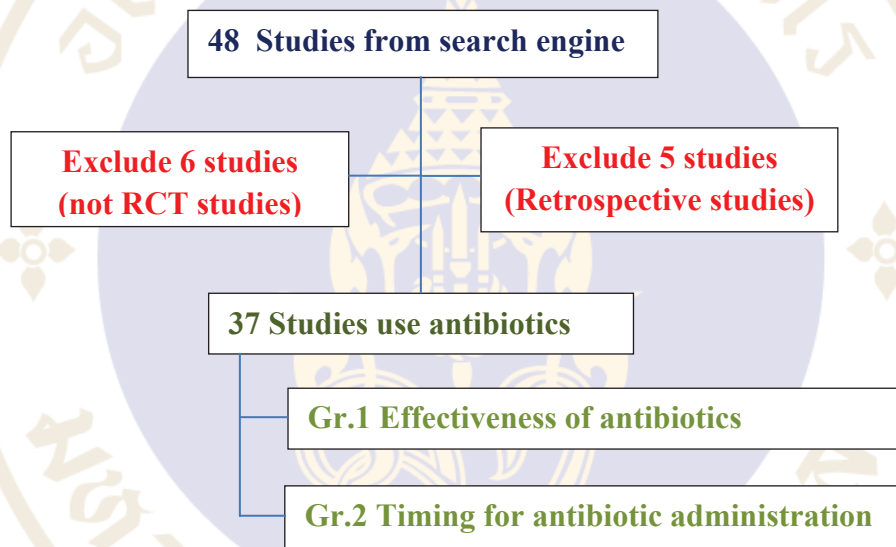 48 Studies from search engine
Exclude 6 studies
(not RCT studies)
Exclude 5 studies
(Retrospective studies)
37 Studies use antibiotics
Gr.1 Effectiveness of antibiotics
Gr.2 Timing for antibiotic administration